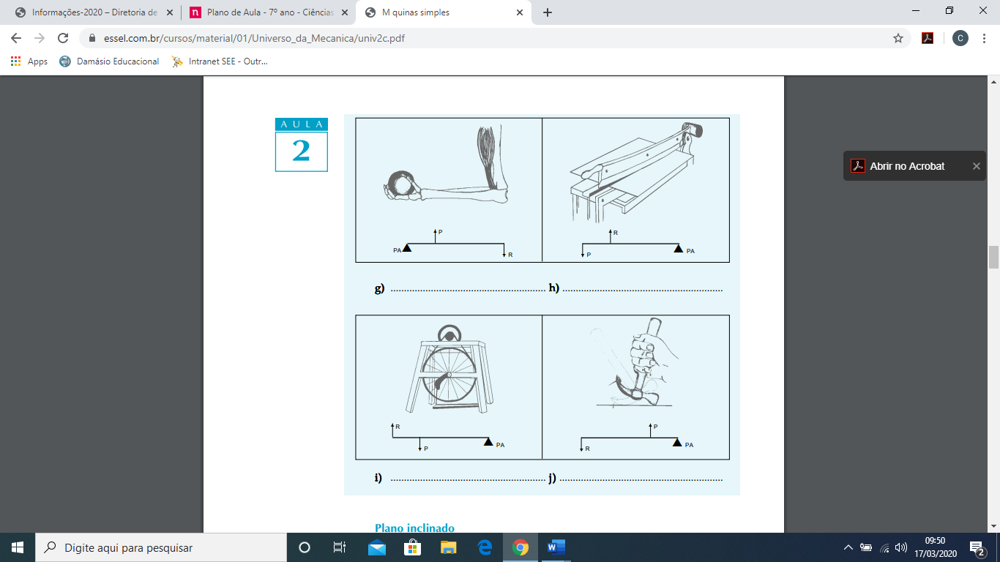 Informações-2020 – Diretoria de
Plano de Aula - 7º ano - Ciências
M quinas simples
essel.com.br/cursos/material/01/Universo_da_Mecanica/univ2c.pdf
C
Apps
Damásio Educacional
Intranet SEE - Outr...
Abrir no Acrobat
AULA
2
P
PA
R
R
P
PA
g) ..........................................................
h) ............................................................
R
P
PA
P
R
PA
i) ..........................................................
j) .............................................................
Plano inclinado
Digite aqui para pesquisar
09:50
17/03/2020
2